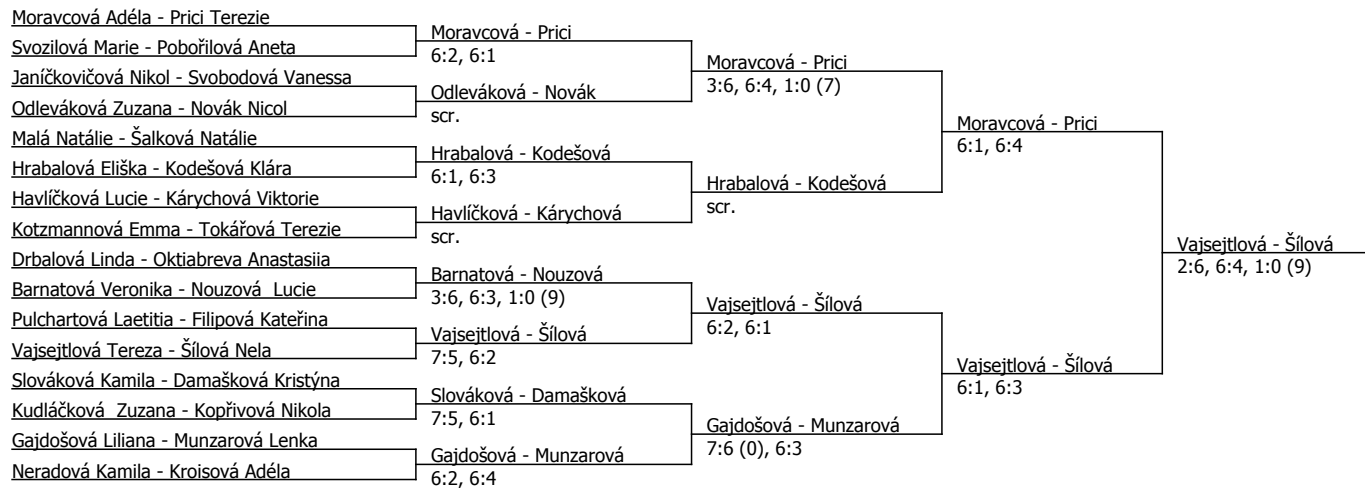 Moravcová Adéla - Prici Terezie
Svozilová Marie - Pobořilová Aneta
Janíčkovičová Nikol - Svobodová Vanessa
Odleváková Zuzana - Novák Nicol
Malá Natálie - Šalková Natálie
Hrabalová Eliška - Kodešová Klára
Havlíčková Lucie - Kárychová Viktorie
Kotzmannová Emma - Tokářová Terezie
Drbalová Linda - Oktiabreva Anastasiia
Barnatová Veronika - Nouzová  Lucie
Pulchartová Laetitia - Filipová Kateřina
Vajsejtlová Tereza - Šílová Nela
Slováková Kamila - Damašková Kristýna
Kudláčková  Zuzana - Kopřivová Nikola
Gajdošová Liliana - Munzarová Lenka
Neradová Kamila - Kroisová Adéla
Moravcová - Prici
6:2, 6:1
Odleváková - Novák
scr.
Hrabalová - Kodešová
6:1, 6:3
Havlíčková - Kárychová
scr.
Barnatová - Nouzová
3:6, 6:3, 1:0 (9)
Vajsejtlová - Šílová
7:5, 6:2
Slováková - Damašková
7:5, 6:1
Gajdošová - Munzarová
6:2, 6:4
Moravcová - Prici
3:6, 6:4, 1:0 (7)
Hrabalová - Kodešová
scr.
Vajsejtlová - Šílová
6:2, 6:1
Gajdošová - Munzarová
7:6 (0), 6:3
Moravcová - Prici
6:1, 6:4
Vajsejtlová - Šílová
6:1, 6:3
Vajsejtlová - Šílová
2:6, 6:4, 1:0 (9)